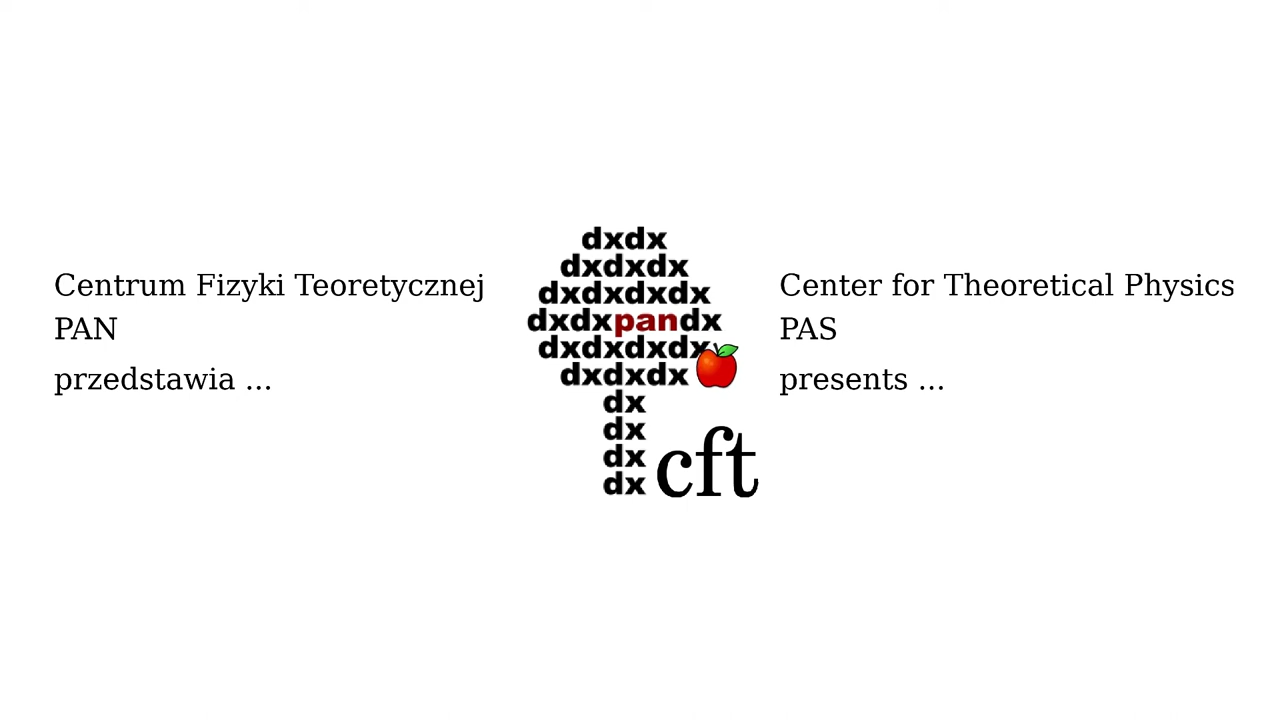 Centrum Fizyki Teoretycznej
PAN
przedstawia ...
dxdx
dxdxdx
dxdxdxdx
dxdxpandx
dxdxdxdx
dxdxdx
dx
dx
dx
dx
cft
Center for Theoretical Physics
PAS
presents ...